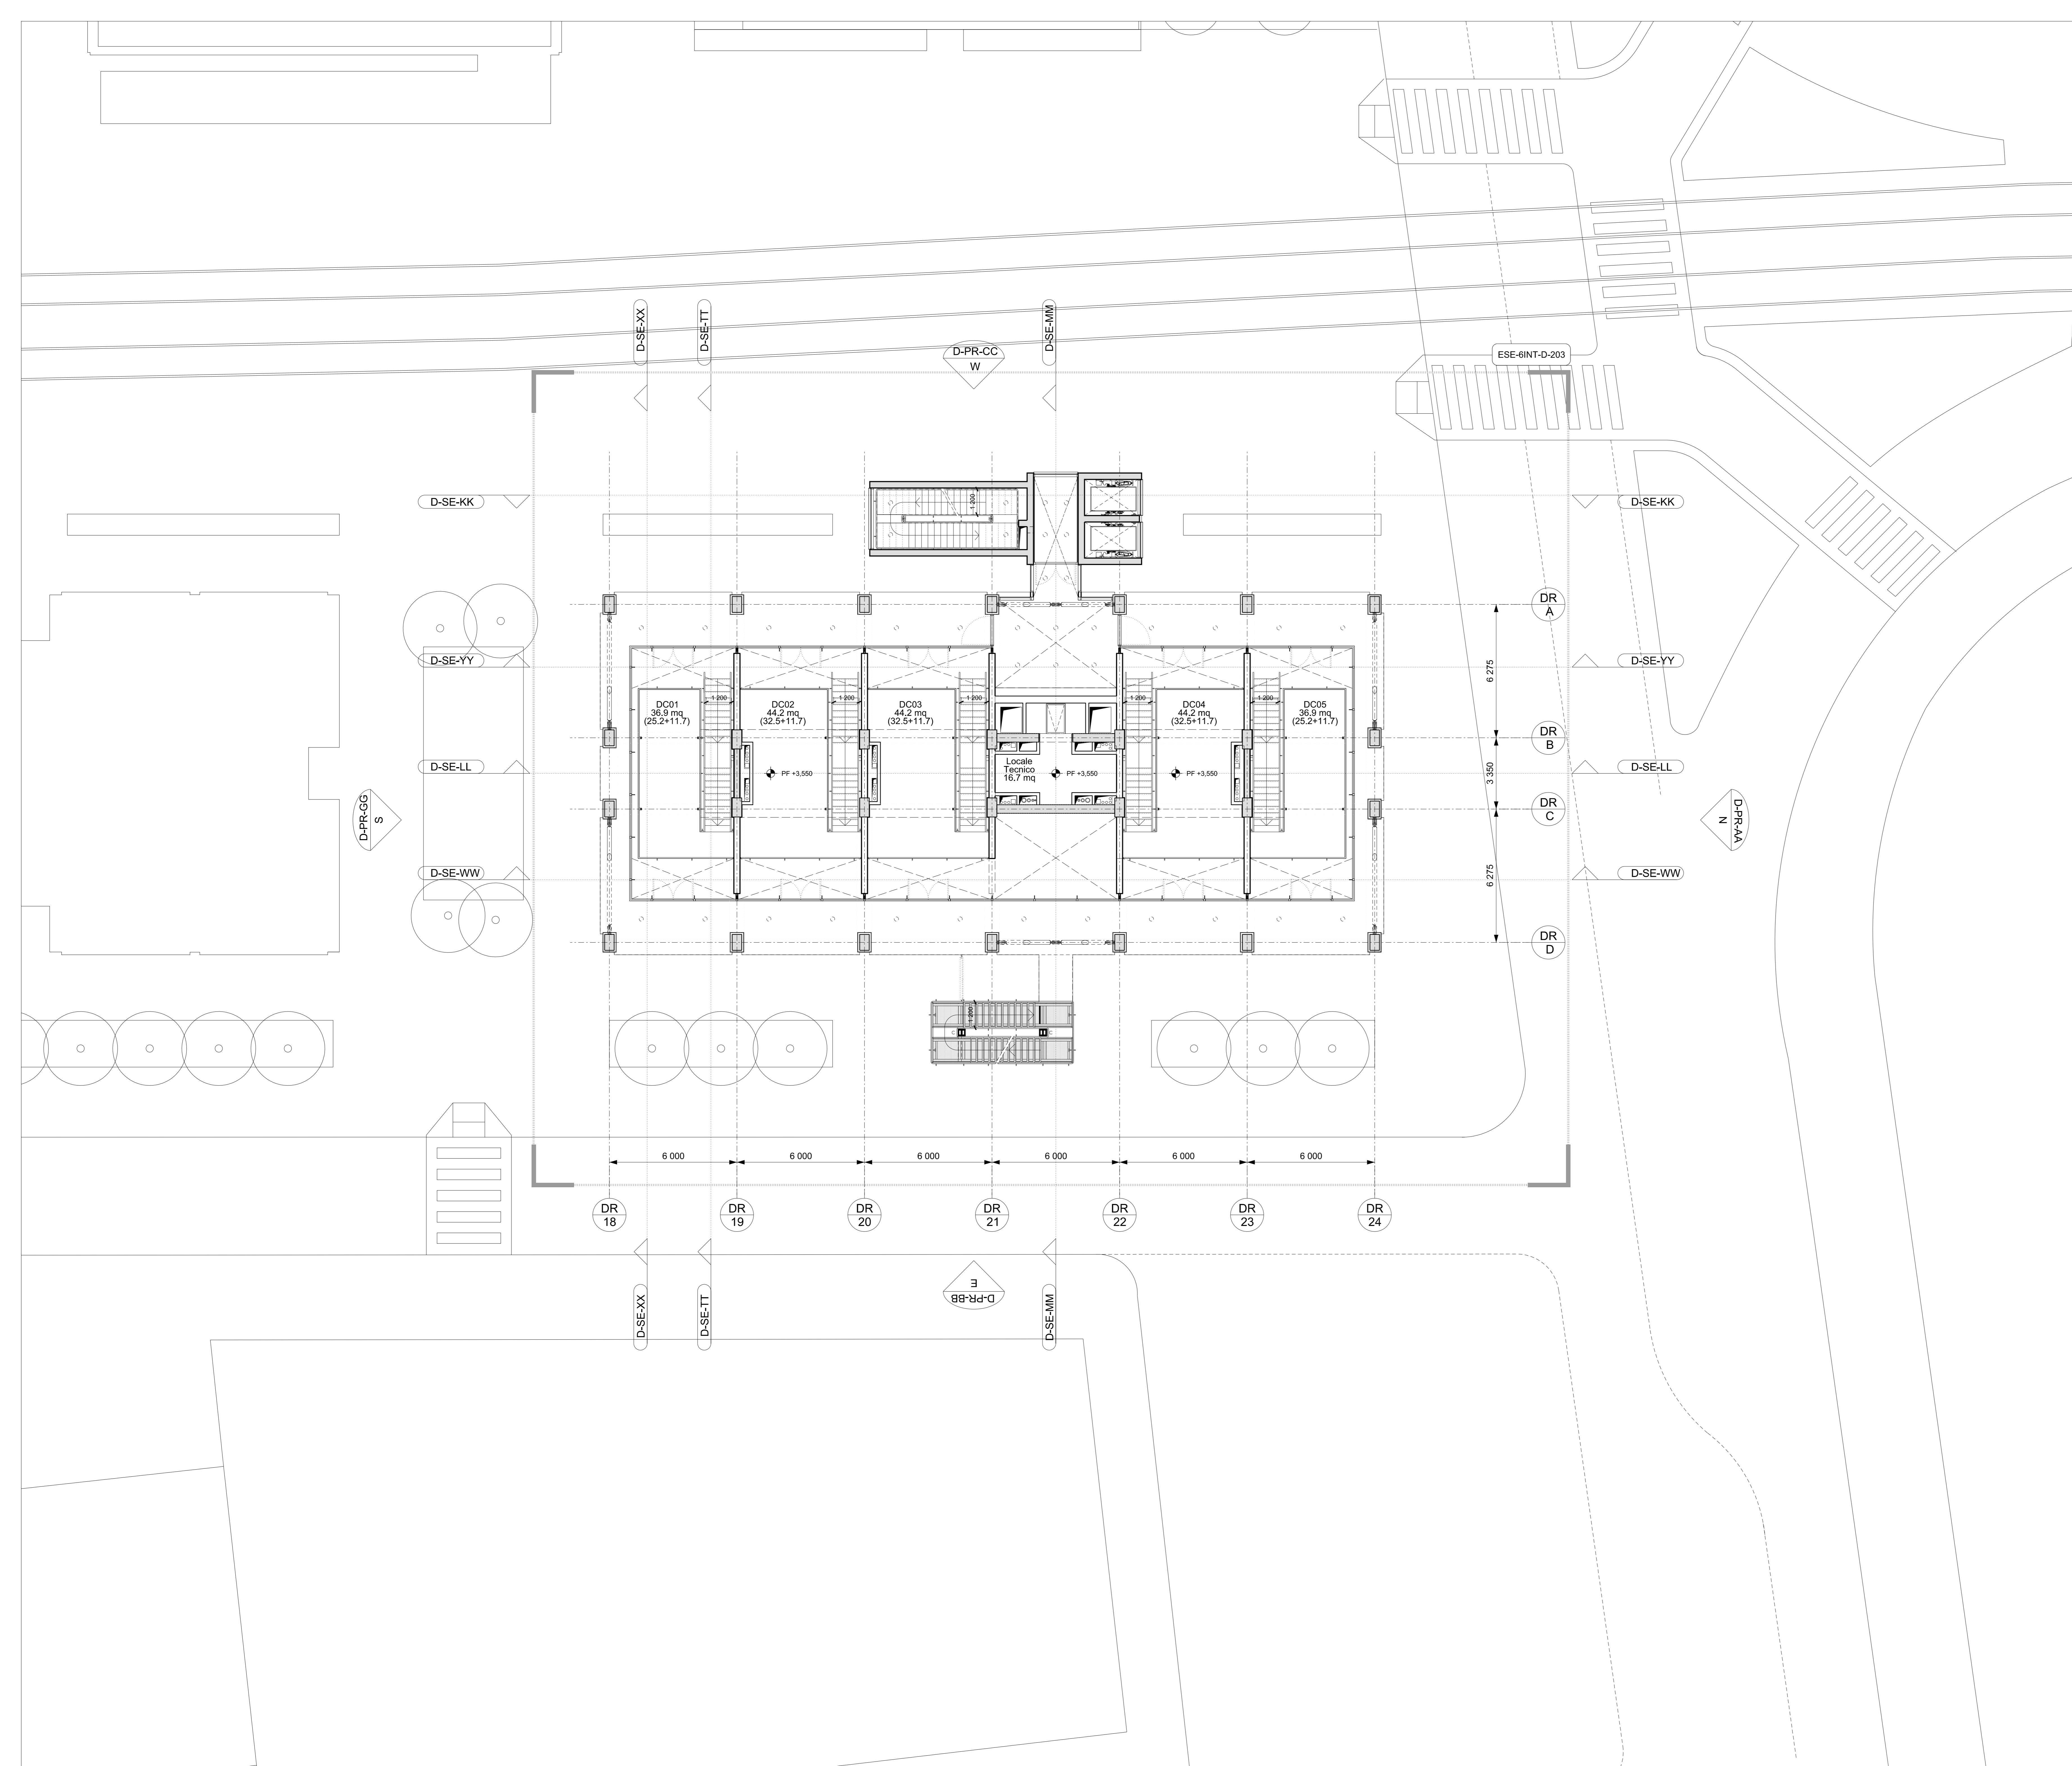 D-SE-XX
D-SE-TT
D-SE-MM
D-PR-CC
W
ESE-6INT-D-203
D-SE-KK
1 200
D-SE-KK
DR
A
D-SE-YY
D-SE-YY
6 275
1 200
1 200
1 200
1 200
1 200
DC01
36.9 mq
(25.2+11.7)
DC02
44.2 mq
(32.5+11.7)
DC03
44.2 mq
(32.5+11.7)
DC04
44.2 mq
(32.5+11.7)
DC05
36.9 mq
(25.2+11.7)
DR
B
D-SE-LL
PF +3,550
Locale
Tecnico
16.7 mq
PF +3,550
PF +3,550
3 350
D-SE-LL
D-PR-GG
S
DR
C
D-PR-AA
N
D-SE-WW
6 275
D-SE-WW
DR
D
1 200
6 000
6 000
6 000
6 000
6 000
6 000
DR
18
DR
19
DR
20
DR
21
DR
22
DR
23
DR
24
E
D-PR-BB
D-SE-XX
D-SE-TT
D-SE-MM